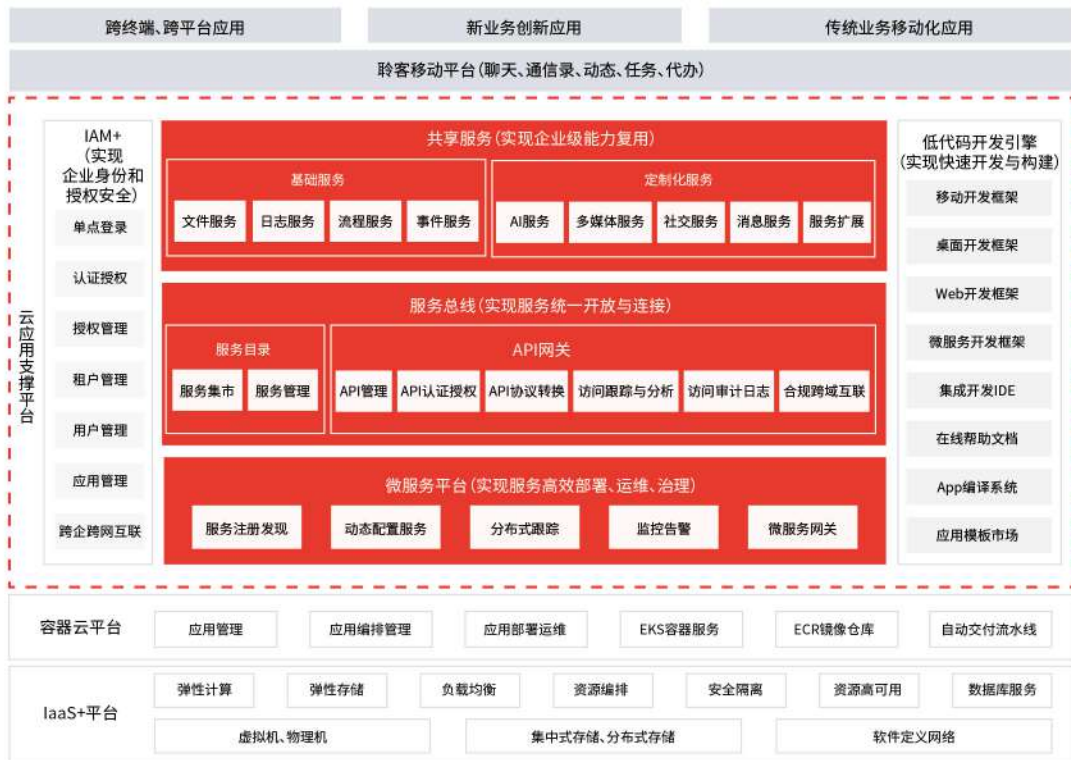 跨终端、跨平台应用
新业务创新应用
传统业务移动化应用
聆客移动平台(聊天、通信录、动态、任务、代办)
云应用支撑平台
IAM+
(实现
企业身份和
授权安全)
单点登录
认证授权
授权管理
租户管理
用户管理
应用管理
跨企跨网互联
共享服务(实现企业级能力复用)
基础服务
文件服务
日志服务
流程服务
事件服务
定制化服务
AI服务
多媒体服务
社交服务
消息服务
服务扩展
服务总线(实现服务统一开放与连接)
服务目录
服务集市
服务管理
API网关
API管理
API认证授权
API协议转换
访问跟踪与分析
访问审计日志
合规跨域互联
微服务平台(实现服务高效部署、运维、治理)
服务注册发现
动态配置服务
分布式跟踪
监控告警
微服务网关
低代码开发引擎
(实现快速开发与构建)
移动开发框架
桌面开发框架
Web开发框架
微服务开发框架
集成开发IDE
在线帮助文档
App编译系统
应用模板市场
容器云平台
应用管理
应用编排管理
应用部署运维
EKS容器服务
ECR镜像仓库
自动交付流水线
IaaS+平台
弹性计算
弹性存储
负载均衡
资源编排
安全隔离
资源高可用
数据库服务
虚拟机、物理机
集中式存储、分布式存储
软件定义网络